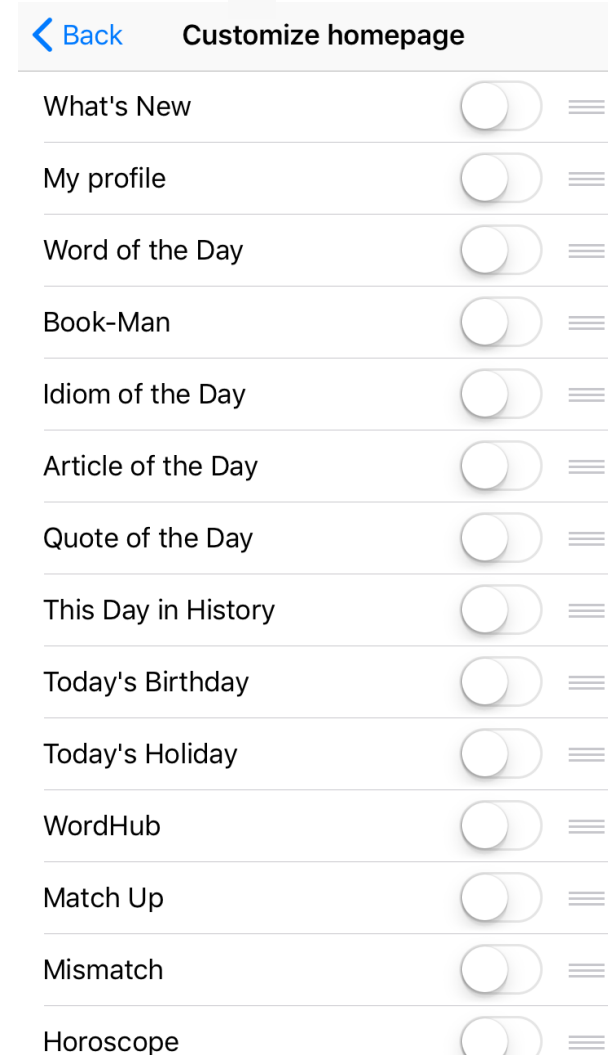 Back Customize homepage
What's New
My profile
Word of the Day
Book-Man
Idiom of the Day
Article of the Day
Quote of the Day
This Day in History
Today's Birthday
Today's Holiday
WordHub
Match Up
Mismatch
Horoscope